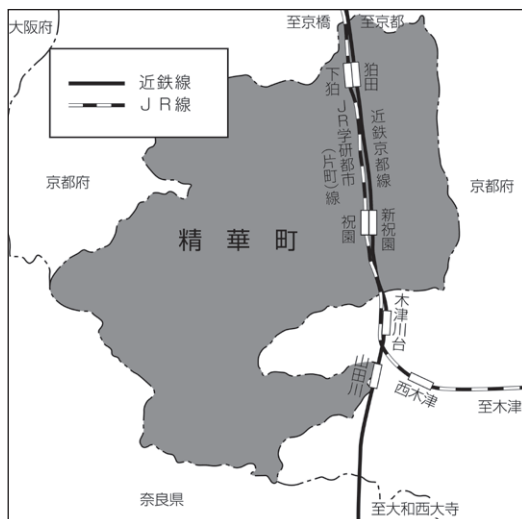 大阪府
至京橋
至京都
近鉄線
JR線
下狛
狛田
JR学研都市
(片町)線
近鉄京都線
京都府
京都府
祝園
新祝園
精華町
木津川台
山田川
西木津
至木津
奈良県
至大和西大寺